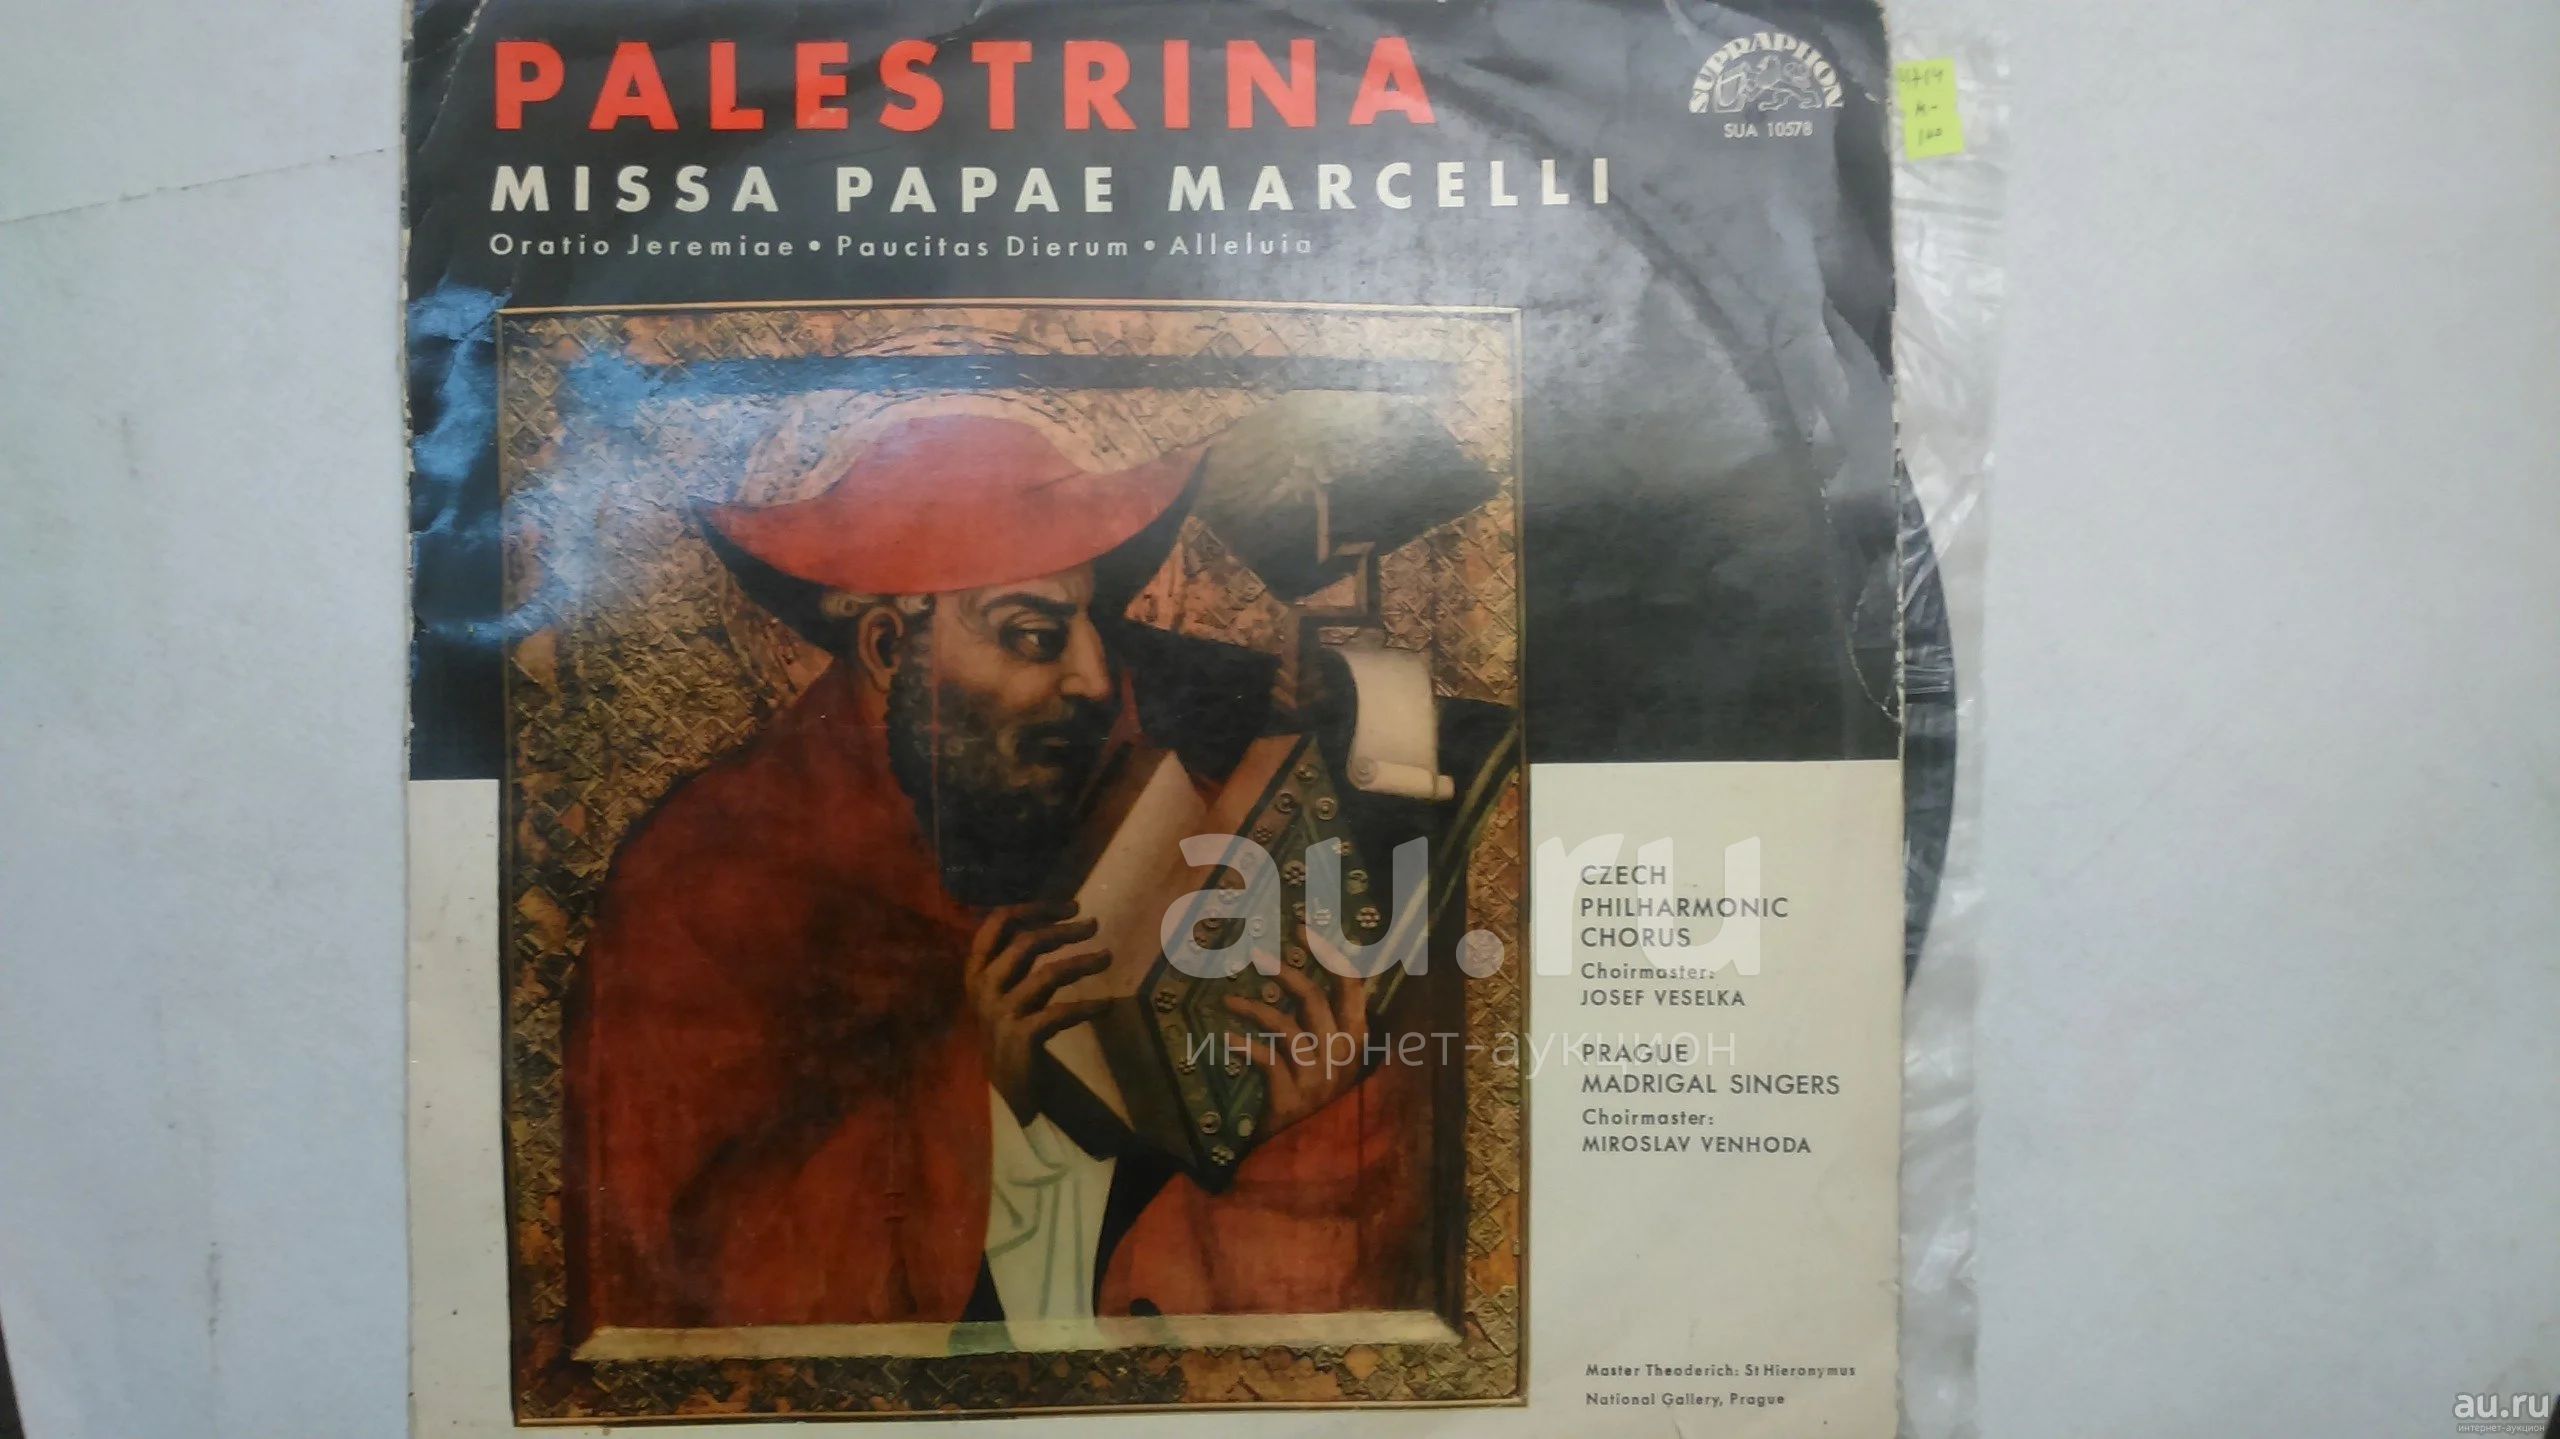 PALESTRINA
MISSA PAPAE MARCELLI
Oratio Jeremiae • Paucitas Dierum • Alleluia
SUPRAPHON
SUA 10578
CZECH
PHILHARMONIC
CHORUS
Choirmaster:
JOSEF VESELKA
PRAGUE
MADRIGAL SINGERS
Choirmaster:
MIROSLAV VENHODA
Master Theoderich: St Hieronymus
National Gallery, Prague
au.ru
интернет-аукцион
au.ru
интернет-аукцион